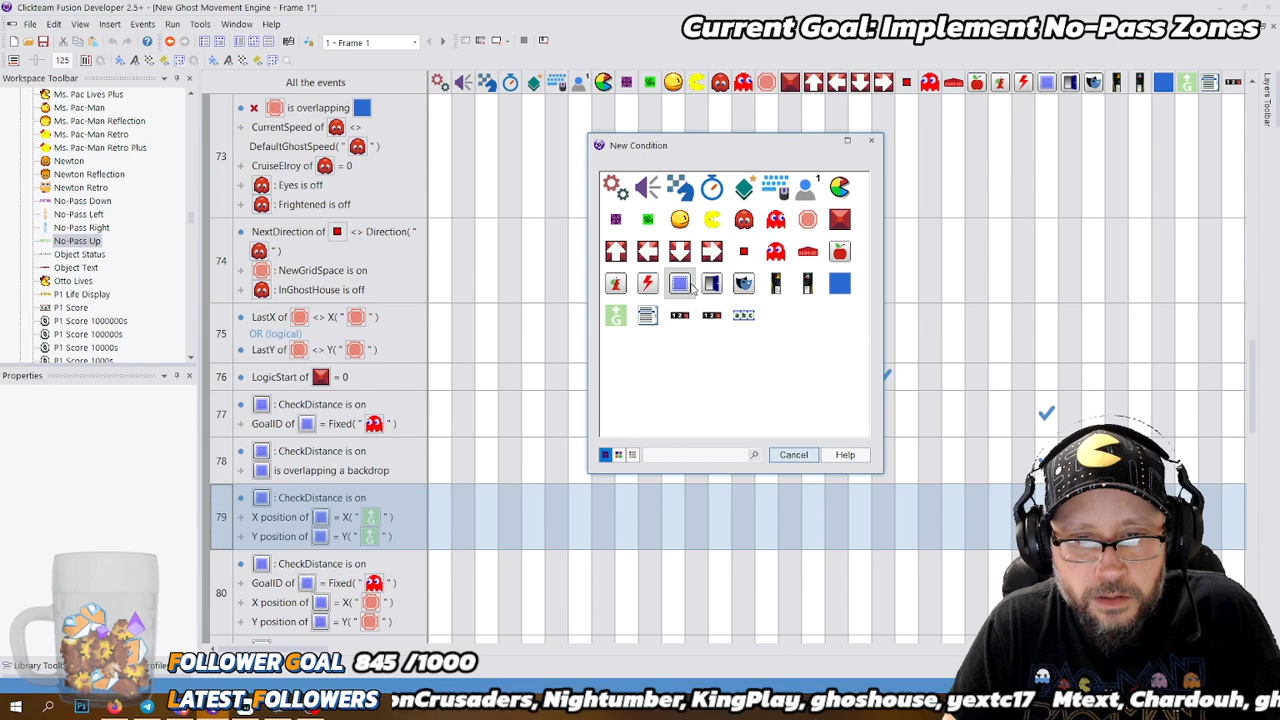 Clickteam Fusion Developer 2.5+ - [New Ghost Movement Engine - Frame 1*]
Current Goal: Implement No-Pass Zones
File Edit View Insert Events Run Tools Window Help
1 - Frame 1
123
Workspace Toolbar
All the events
Layers Toolbar
Ms. Pac Lives Plus
Ms. Pac-Man
Ms. Pac-Man Reflection
Ms. Pac-Man Retro
Ms. Pac-Man Retro Plus
Newton
Newton Reflection
Newton Retro
No-Pass Down
No-Pass Left
No-Pass Right
No-Pass Up
Object Status
Object Text
Otto Lives
P1 Life Display
P1 Score
P1 Score 1000000s
P1 Score 100000s
P1 Score 10000s
P1 Score 1000s
Properties
73
is overlapping
CurrentSpeed of <>
DefaultGhostSpeed(" ")
CruiseElroy of = 0
: Eyes is off
: Frightened is off
74
NextDirection of <> Direction("
")
: NewGridSpace is on
: InGhostHouse is off
75
LastX of <> X(" ")
OR (logical)
LastY of <> Y(" ")
76
LogicStart of = 0
77
: CheckDistance is on
GoalID of = Fixed(" ")
78
: CheckDistance is on
is overlapping a backdrop
79
: CheckDistance is on
X position of = X(" ")
Y position of = Y(" ")
80
: CheckDistance is on
GoalID of = Fixed(" ")
X position of = X(" ")
Y position of = Y(" ")
New Condition
Cancel
Help
Follower Goal 845 /1000
Latest Followers nCrusaders, Nightumber, KingPlay, ghoshouse, yextc17 Mtext, Chardouh, gh